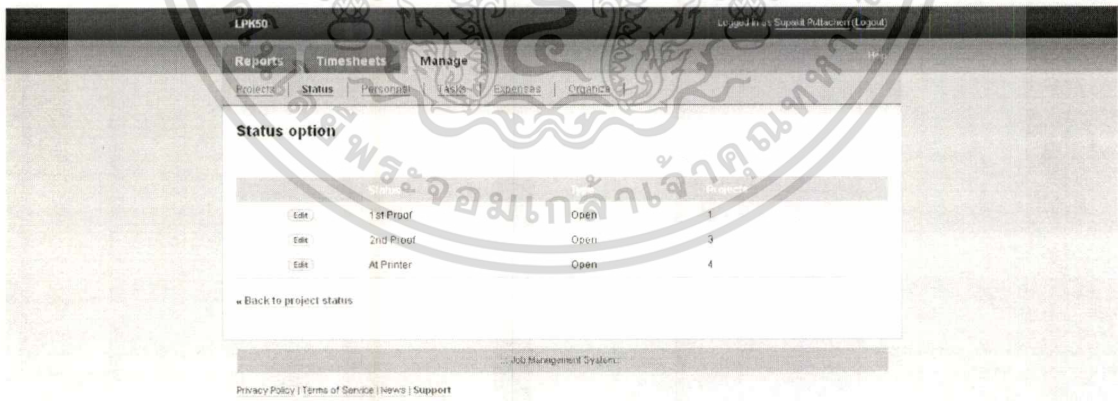 LPK50 Logged in as Supakit Puttachen (Logout)
Reports Timesheets Manage Help
Projects | Status | Personnel | Tasks | Expenses | Organize |
Status option
Status Type Projects
Edit 1st Proof Open 1
Edit 2nd Proof Open 3
Edit At Printer Open 4
« Back to project status
::: Job Management System:::
Privacy Policy | Terms of Service | News | Support
พระจอมเกล้าเจ้าคุณทหาร